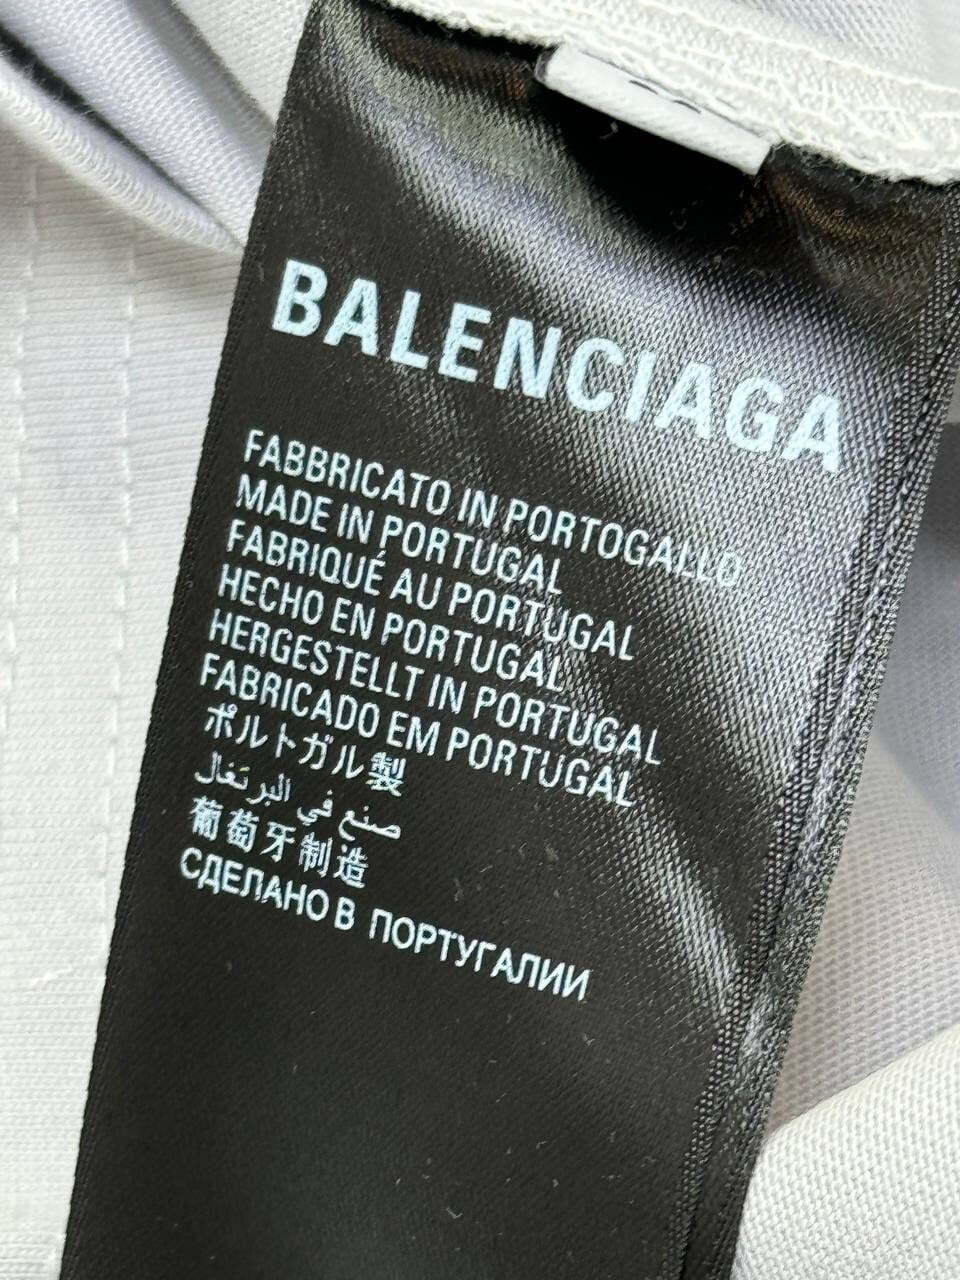 BALENCIAGA
FABBRICATO IN PORTOGALLO
MADE IN PORTUGAL
FABRIQUÉ AU PORTUGAL
HECHO EN PORTUGAL
HERGESTELLT IN PORTUGAL
FABRICADO EM PORTUGAL
ポルトガル製
صنع في البرتغال
葡萄牙制造
СДЕЛАНО В ПОРТУГАЛИИ